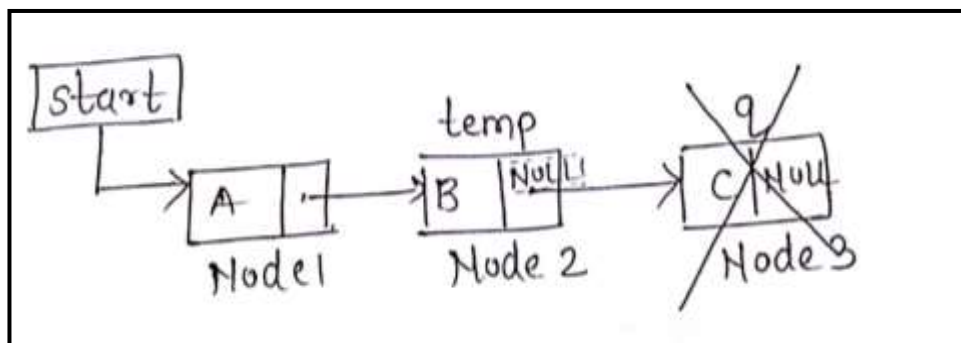 start
temp
q
A
B
NULL
C
NULL
Node1
Node 2
Node 3